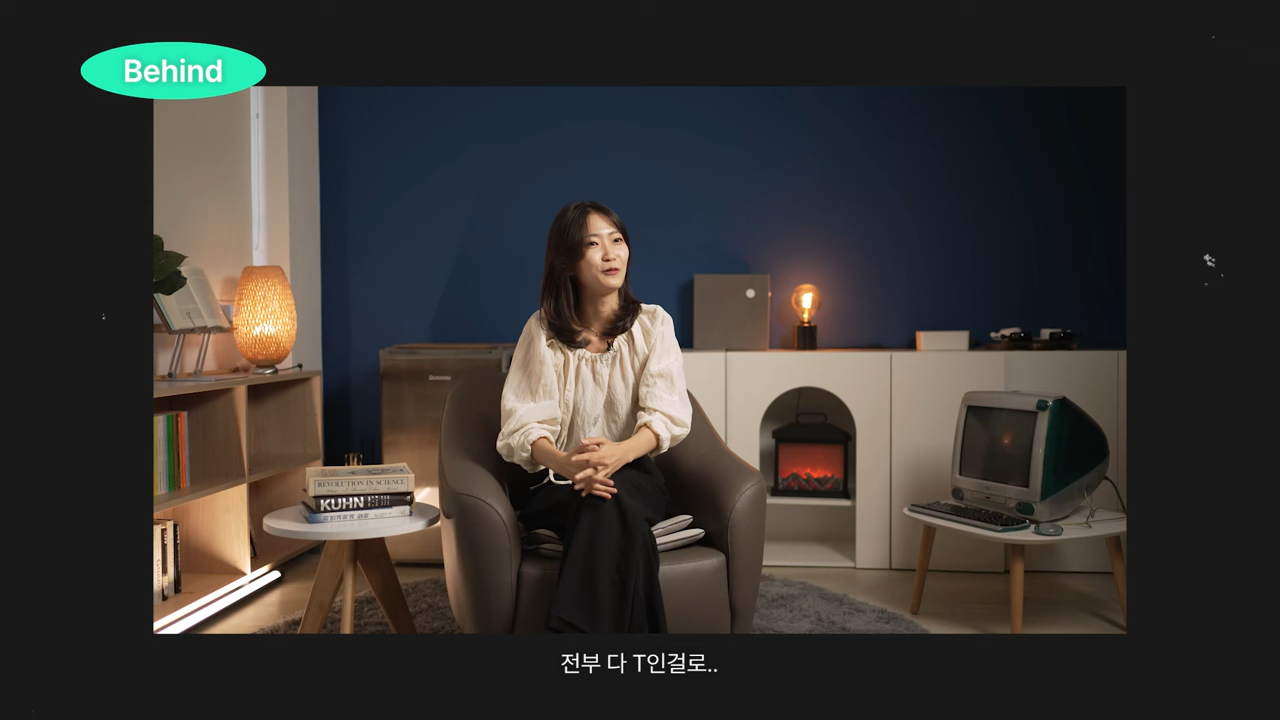 Behind
REVOLUTION IN SCIENCE
KUHN
전부 다 T인걸로..